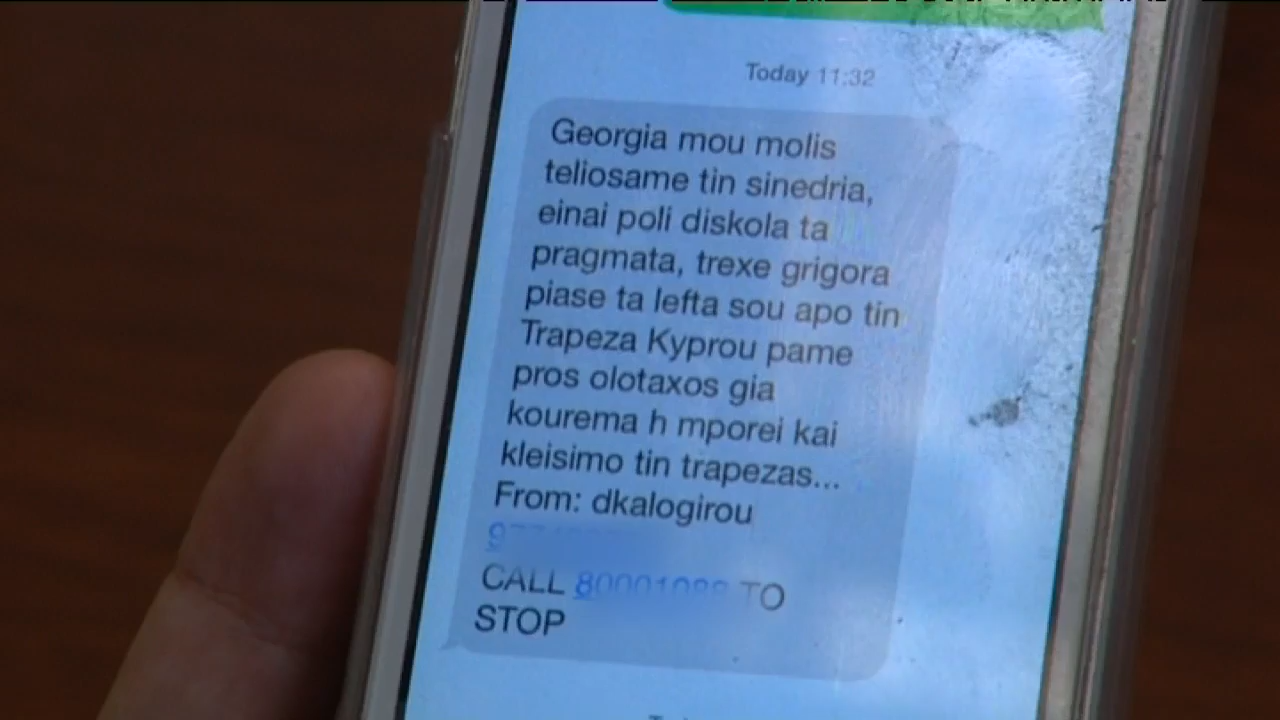 Today 11:32
Georgia mou molis
teliosame tin sinedria,
einai poli diskola ta
pragmata, trexe grigora
piase ta lefta sou apo tin
Trapeza Kyprou pame
pros olotaxos gia
kourema h mporei kai
kleisimo tin trapezas...
From: dkalogirou
CALL TO
STOP